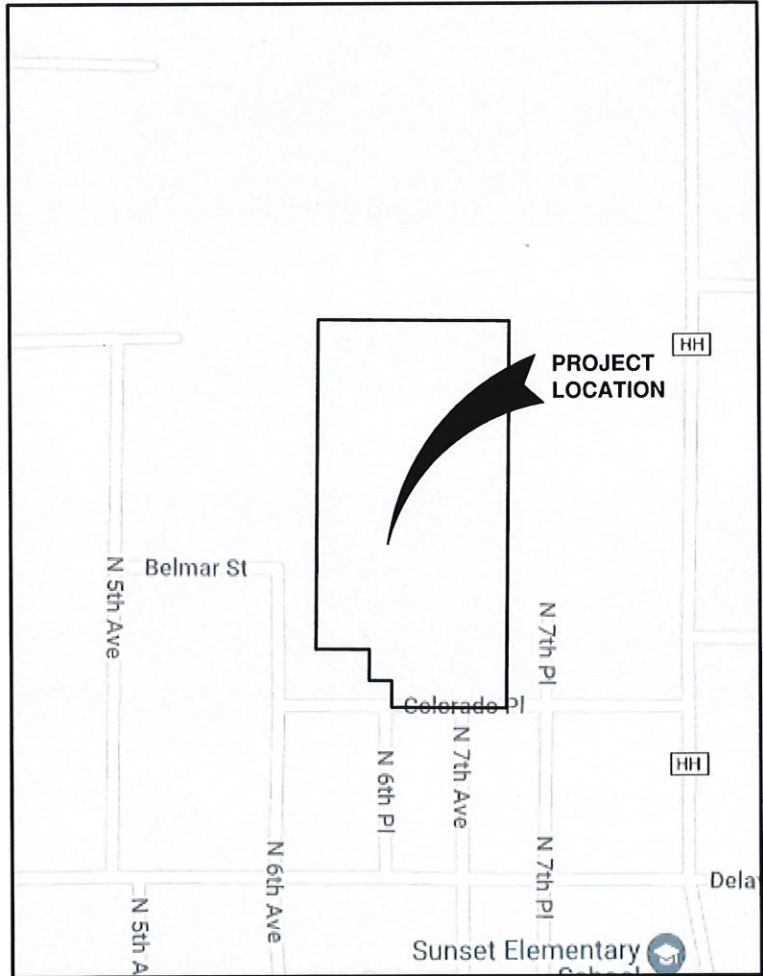 HH
PROJECT
LOCATION
N 5th Ave
Belmar St
N 7th Pl
Colorado Pl
N 6th Pl
N 7th Ave
HH
N 6th Ave
N 7th Pl
Dela
N 5th A
Sunset Elementary
School